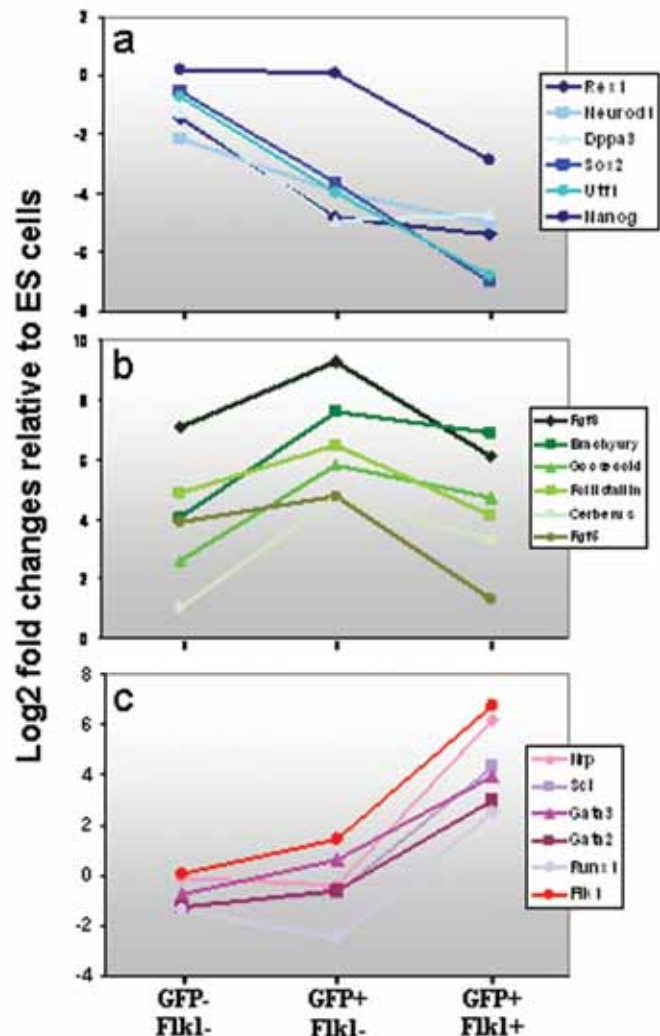 Log2 fold changes relative to ES cells
a
2
0
-2
-4
-6
-8
Rex1
Neurod1
Dppa3
Sox2
Utf1
Nanog
b
10
8
6
4
2
0
Fgf8
Brachyury
Goosecoid
Follistatin
Cerberus
Fgf5
c
8
6
4
2
0
-2
-4
Nrp
Scl
Gata3
Gata2
Runx1
Flk1
GFP- GFP+ GFP+
Flk1- Flk1- Flk1+